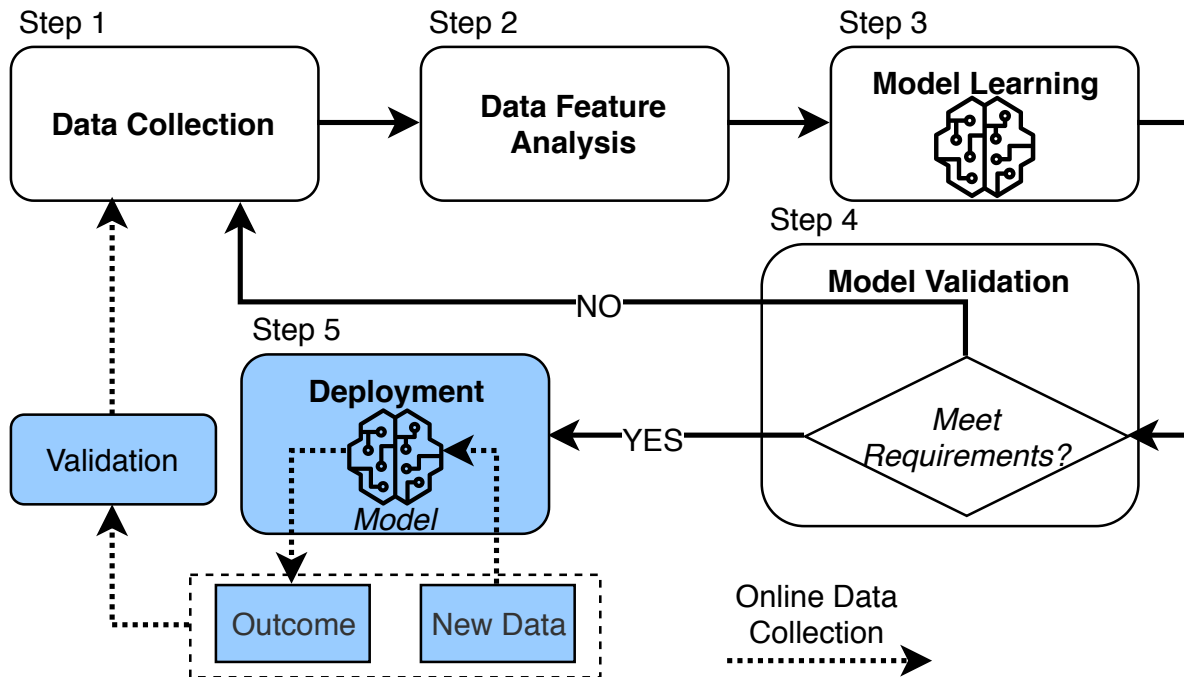 Step 1
Step 2
Step 3
Data Collection
Data Feature
Analysis
Model Learning
Step 4
Model Validation
NO
Step 5
Deployment
Meet
Requirements?
YES
Validation
Model
Outcome
New Data
Online Data
Collection